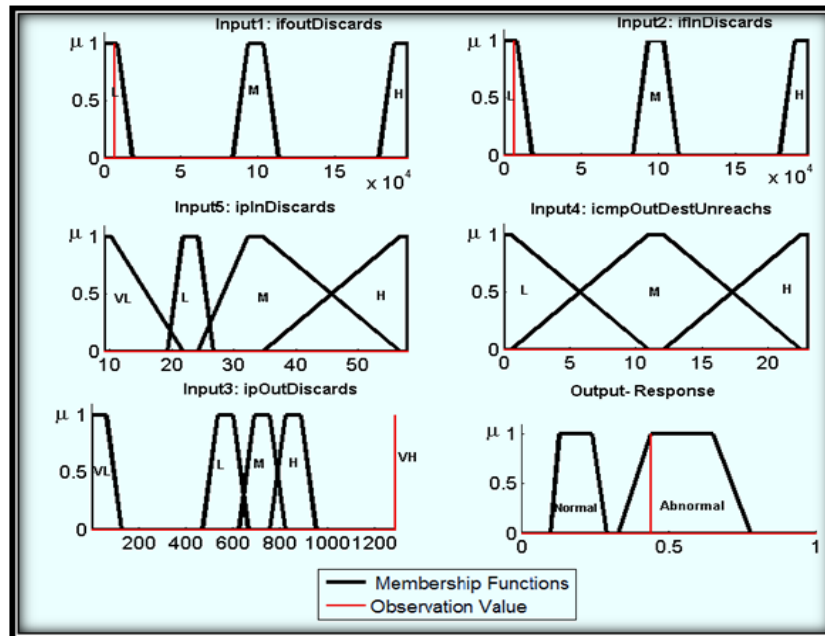 Input1: ifoutDiscards
μ 1
0.5
0
L
M
H
0
5
10
15
x 10^4
Input2: ifInDiscards
μ 1
0.5
0
L
M
H
0
5
10
15
x 10^4
Input5: ipInDiscards
μ 1
0.5
0
VL
L
M
H
10
20
30
40
50
Input4: icmpOutDestUnreachs
μ 1
0.5
0
L
M
H
0
5
10
15
20
Input3: ipOutDiscards
μ 1
0.5
0
VL
L
M
H
VH
200
400
600
800
1000
1200
Output- Response
μ 1
0.5
0
Normal
Abnormal
0
0.5
1
Membership Functions
Observation Value